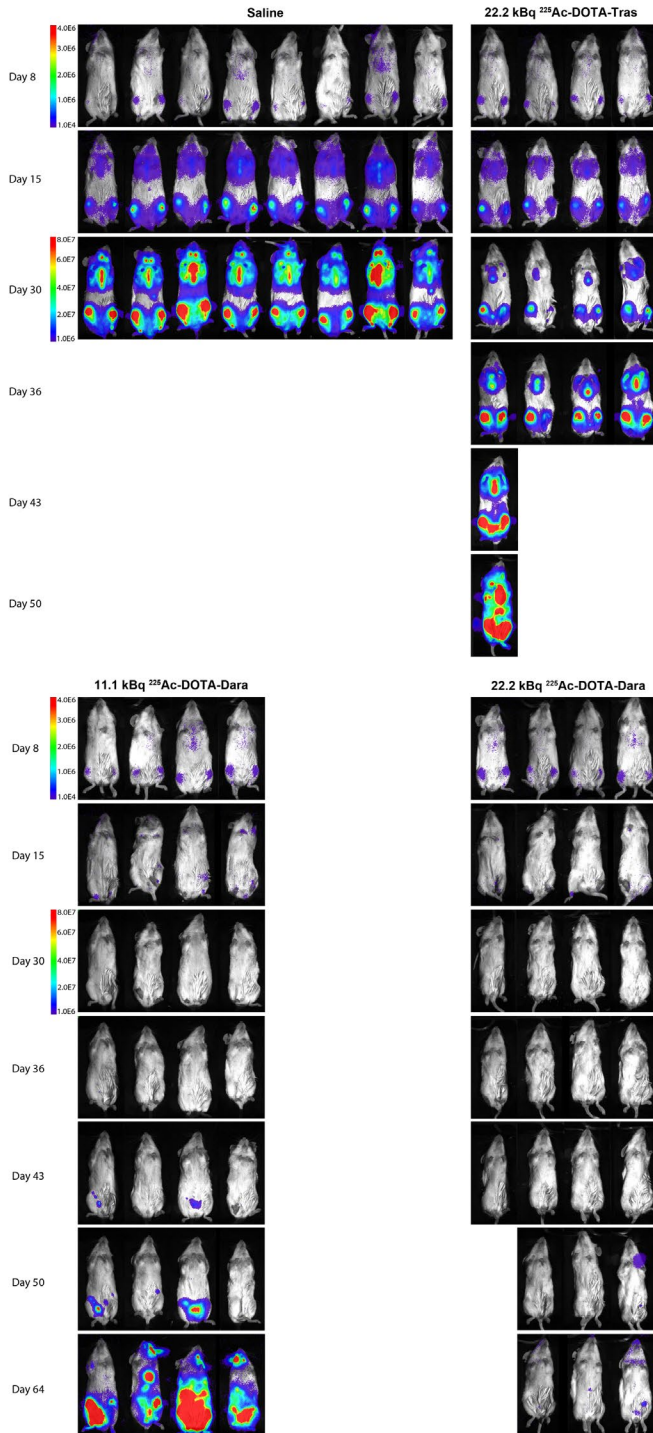 Saline
22.2 kBq ²²⁵Ac-DOTA-Tras
4.0E6
3.0E6
Day 8
2.0E6
1.0E6
1.0E4
Day 15
8.0E7
6.0E7
Day 30
4.0E7
2.0E7
1.0E6
Day 36
Day 43
Day 50
11.1 kBq ²²⁵Ac-DOTA-Dara
22.2 kBq ²²⁵Ac-DOTA-Dara
4.0E6
3.0E6
Day 8
2.0E6
1.0E6
1.0E4
Day 15
8.0E7
6.0E7
Day 30
4.0E7
2.0E7
1.0E6
Day 36
Day 43
Day 50
Day 64